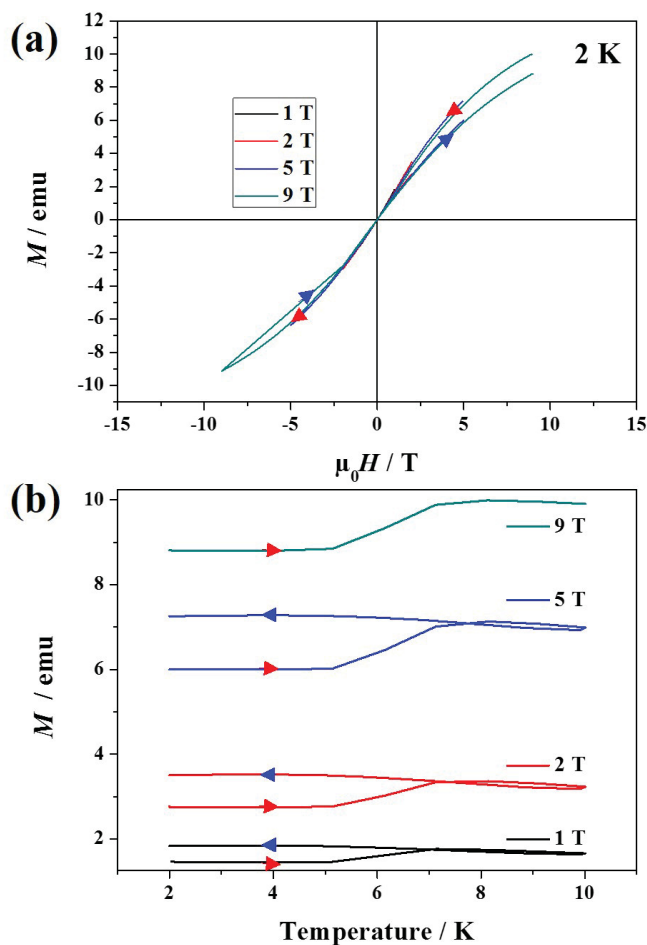 (a)
2 K
1 T
2 T
5 T
9 T
12
10
8
6
4
2
0
-2
-4
-6
-8
-10
M / emu
-15 -10 -5 0 5 10 15
μ₀H / T
(b)
10
8
6
4
2
M / emu
9 T
5 T
2 T
1 T
2 4 6 8 10
Temperature / K